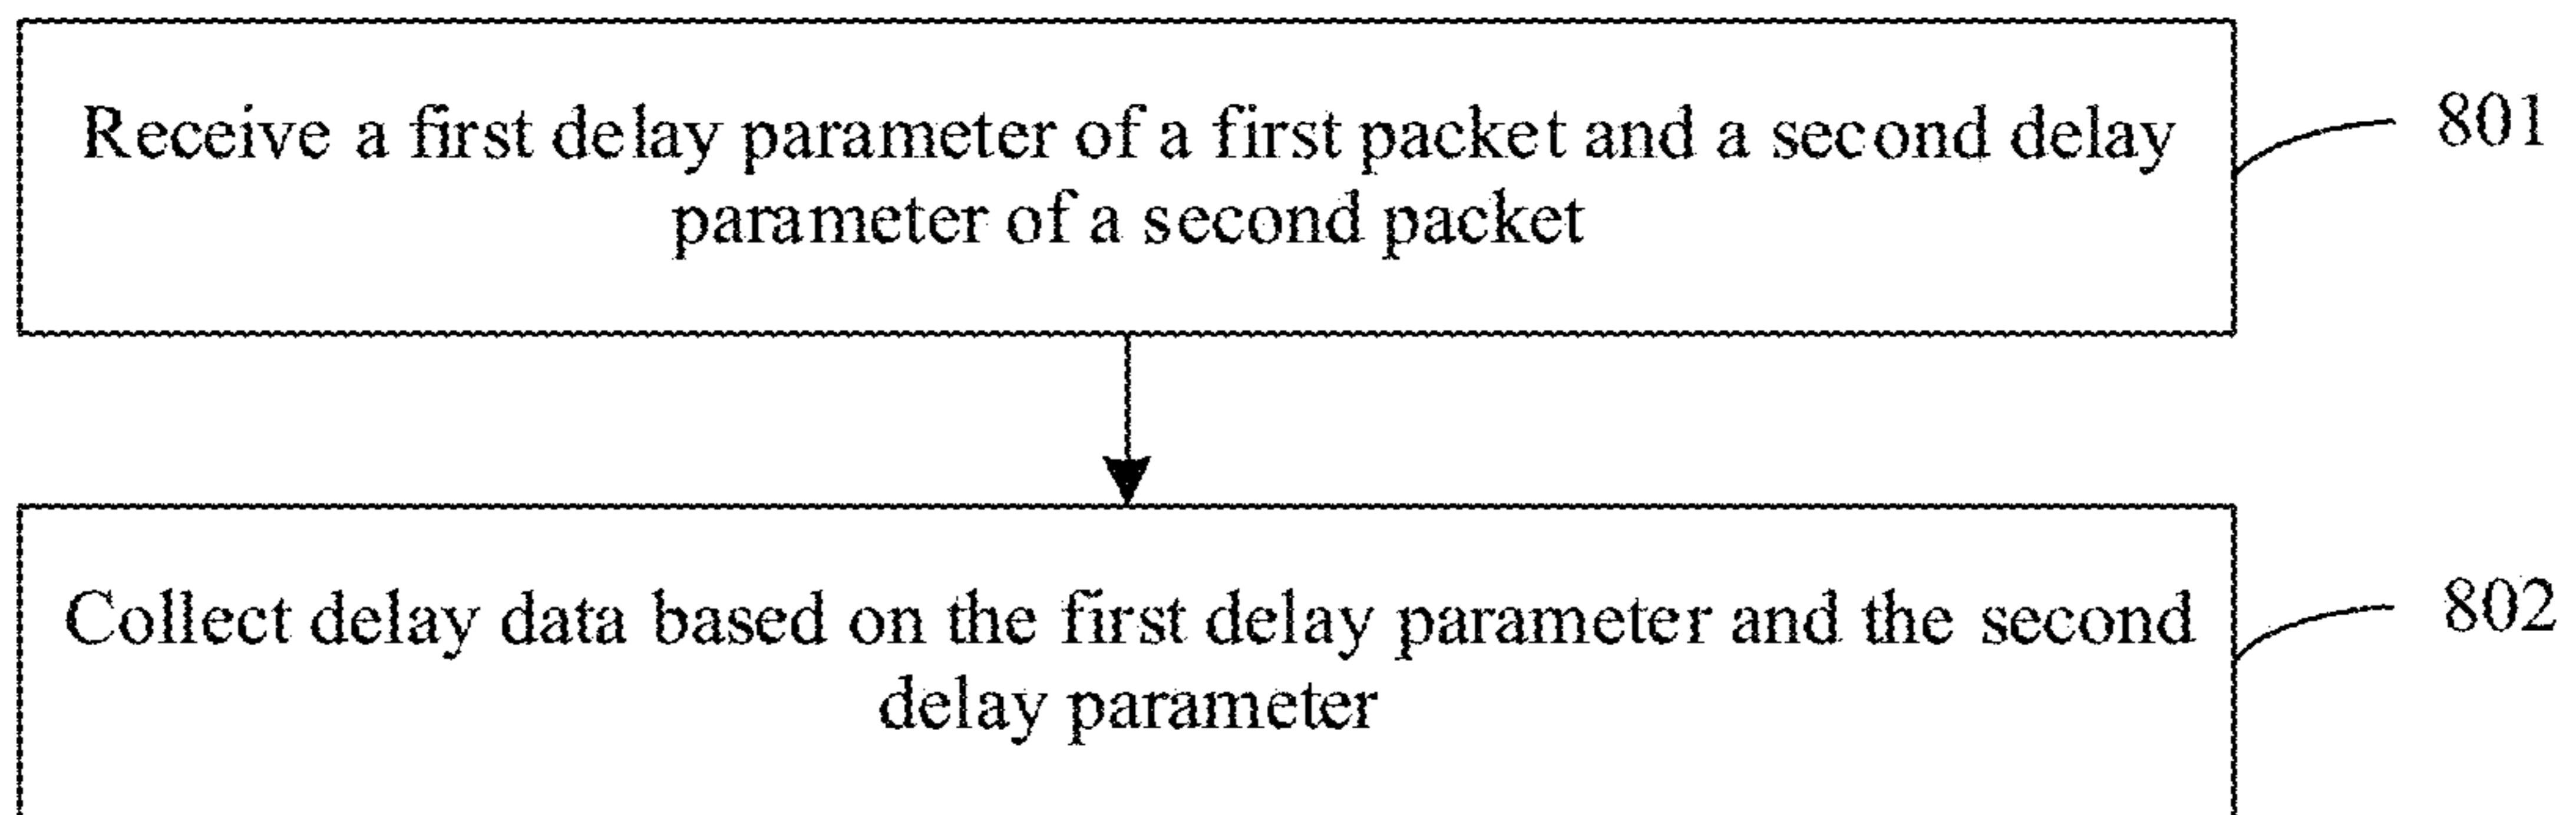 Receive a first delay parameter of a first packet and a second delay
parameter of a second packet
801
Collect delay data based on the first delay parameter and the second
delay parameter
802